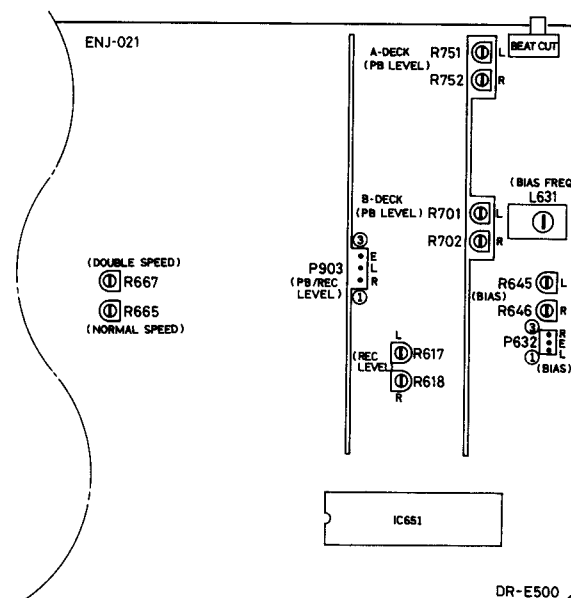 ENJ-021
BEAT CUT
A-DECK
(PB LEVEL)
R751 L
R752 R
(BIAS FREQ
L631
B-DECK
(PB LEVEL)
R701 L
R702 R
(DOUBLE SPEED)
R667
R665
(NORMAL SPEED)
P903
(PB/REC
LEVEL)
3
E
L
R
1
R645 L
(BIAS)
R646 R
P632
3
R
E
L
1
(BIAS)
L
(REC
LEVEL)
R617
R618
R
IC651
DR-E500